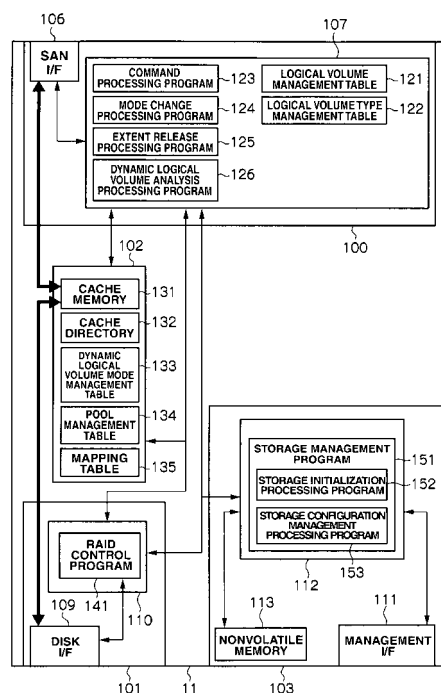 106
107
SAN
I/F
COMMAND
PROCESSING PROGRAM
123
LOGICAL VOLUME
MANAGEMENT TABLE
121
MODE CHANGE
PROCESSING PROGRAM
124
LOGICAL VOLUME TYPE
MANAGEMENT TABLE
122
EXTENT RELEASE
PROCESSING PROGRAM
125
DYNAMIC LOGICAL
VOLUME ANALYSIS
PROCESSING PROGRAM
126
100
102
CACHE
MEMORY
131
CACHE
DIRECTORY
132
DYNAMIC
LOGICAL
VOLUME MODE
MANAGEMENT
TABLE
133
POOL
MANAGEMENT
TABLE
134
MAPPING
TABLE
135
STORAGE MANAGEMENT
PROGRAM
151
STORAGE INITIALIZATION
PROCESSING PROGRAM
152
STORAGE CONFIGURATION
MANAGEMENT
PROCESSING PROGRAM
153
112
RAID
CONTROL
PROGRAM
141
110
109
DISK
I/F
101
11
113
NONVOLATILE
MEMORY
111
MANAGEMENT
I/F
103